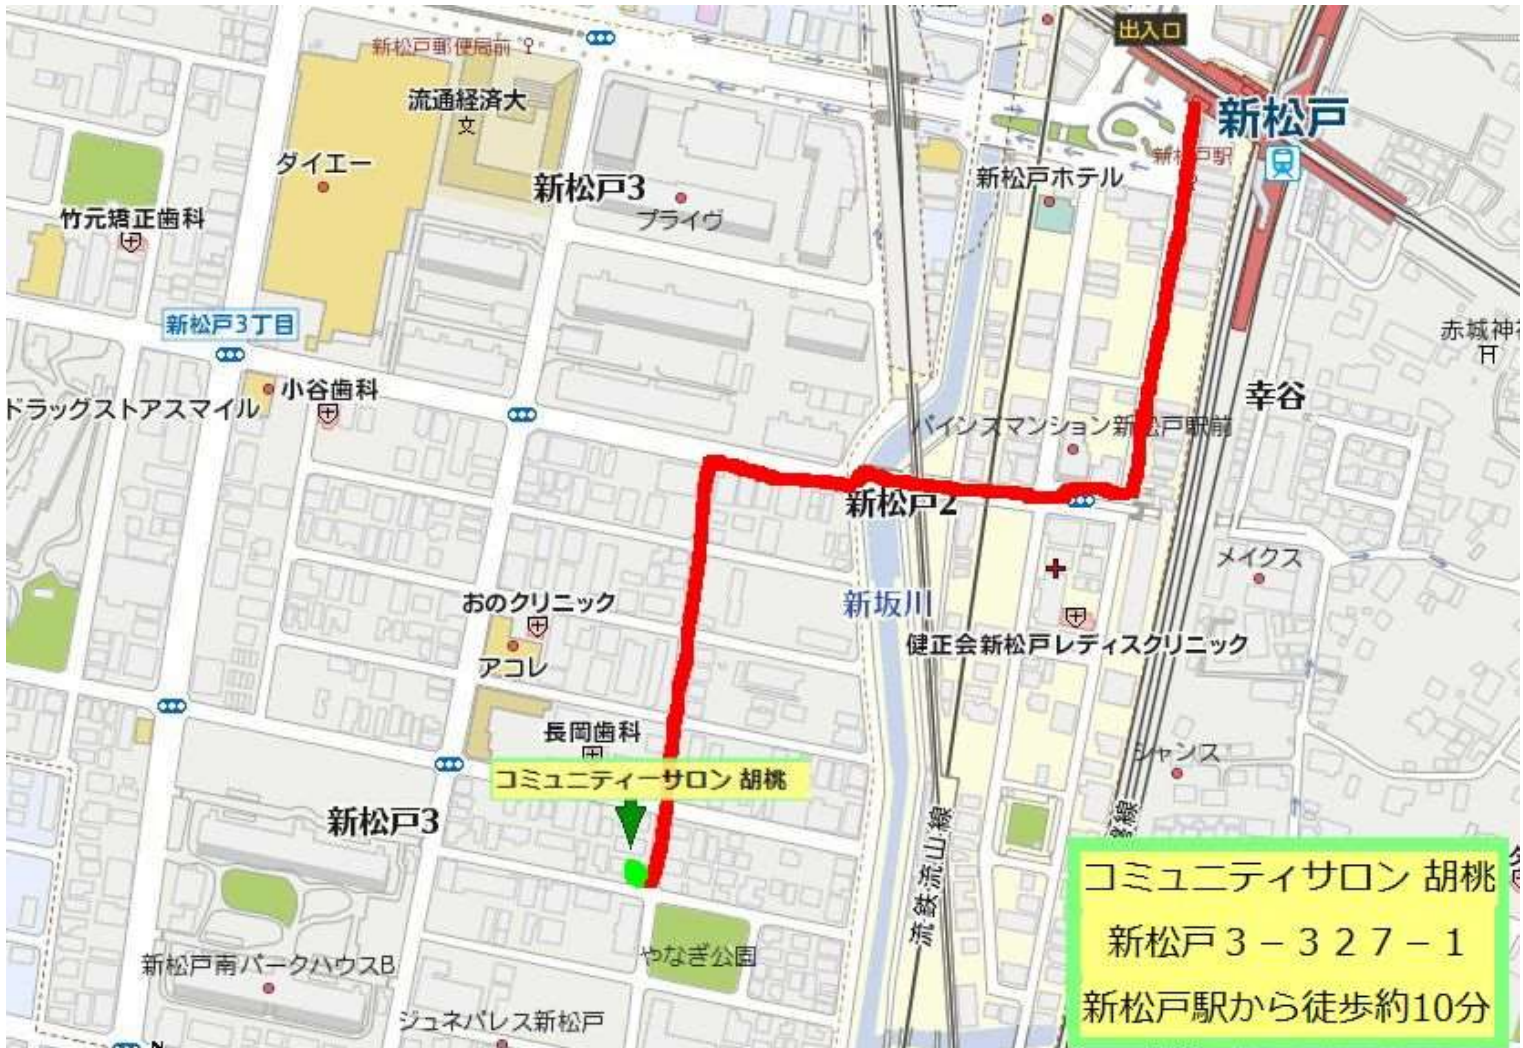 出入口
新松戸郵便局前
流通経済大
文
新松戸
新松戸駅
ダイエー
新松戸3
新松戸ホテル
プライヴ
竹元矯正歯科
新松戸3丁目
小谷歯科
ドラッグストアスマイル
幸谷
パインズマンション新松戸駅前
新松戸2
メイクス
おのクリニック
新坂川
アコレ
健正会新松戸レディスクリニック
長岡歯科
シャンス
コミュニティーサロン 胡桃
新松戸3
流鉄流山線
やなぎ公園
新松戸南パークハウスB
ジュネパレス新松戸
コミュニティサロン 胡桃
新松戸3-327-1
新松戸駅から徒歩約10分